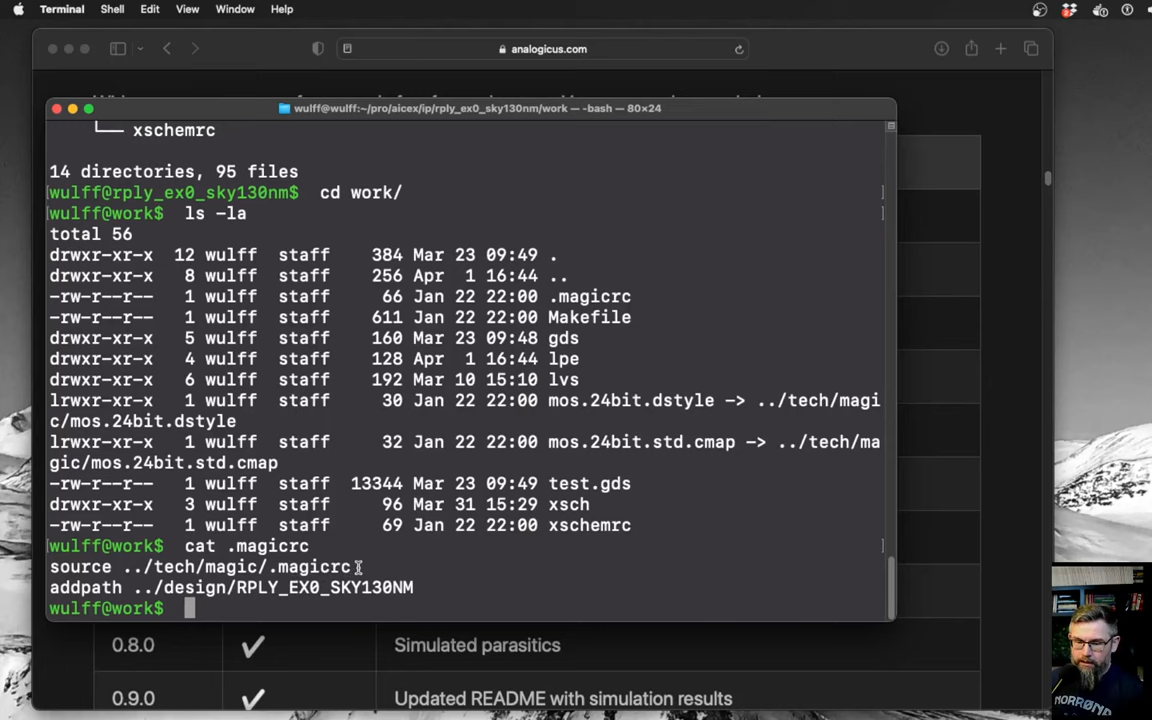 Terminal Shell Edit View Window Help
analogicus.com
wulff@wulff:~/pro/aicex/ip/rply_ex0_sky130nm/work — -bash — 80×24
└── xschemrc
14 directories, 95 files
[wulff@rply_ex0_sky130nm$ cd work/ ]
[wulff@work$ ls -la ]
total 56
drwxr-xr-x 12 wulff staff 384 Mar 23 09:49 .
drwxr-xr-x 8 wulff staff 256 Apr 1 16:44 ..
-rw-r--r-- 1 wulff staff 66 Jan 22 22:00 .magicrc
-rw-r--r-- 1 wulff staff 611 Jan 22 22:00 Makefile
drwxr-xr-x 5 wulff staff 160 Mar 23 09:48 gds
drwxr-xr-x 4 wulff staff 128 Apr 1 16:44 lpe
drwxr-xr-x 6 wulff staff 192 Mar 10 15:10 lvs
lrwxr-xr-x 1 wulff staff 30 Jan 22 22:00 mos.24bit.dstyle -> ../tech/magi
c/mos.24bit.dstyle
lrwxr-xr-x 1 wulff staff 32 Jan 22 22:00 mos.24bit.std.cmap -> ../tech/ma
gic/mos.24bit.std.cmap
-rw-r--r-- 1 wulff staff 13344 Mar 23 09:49 test.gds
drwxr-xr-x 3 wulff staff 96 Mar 31 15:29 xsch
-rw-r--r-- 1 wulff staff 69 Jan 22 22:00 xschemrc
[wulff@work$ cat .magicrc ]
source ../tech/magic/.magicrc
addpath ../design/RPLY_EX0_SKY130NM
wulff@work$
0.8.0 ✔ Simulated parasitics
0.9.0 ✔ Updated README with simulation results
NORRØNA